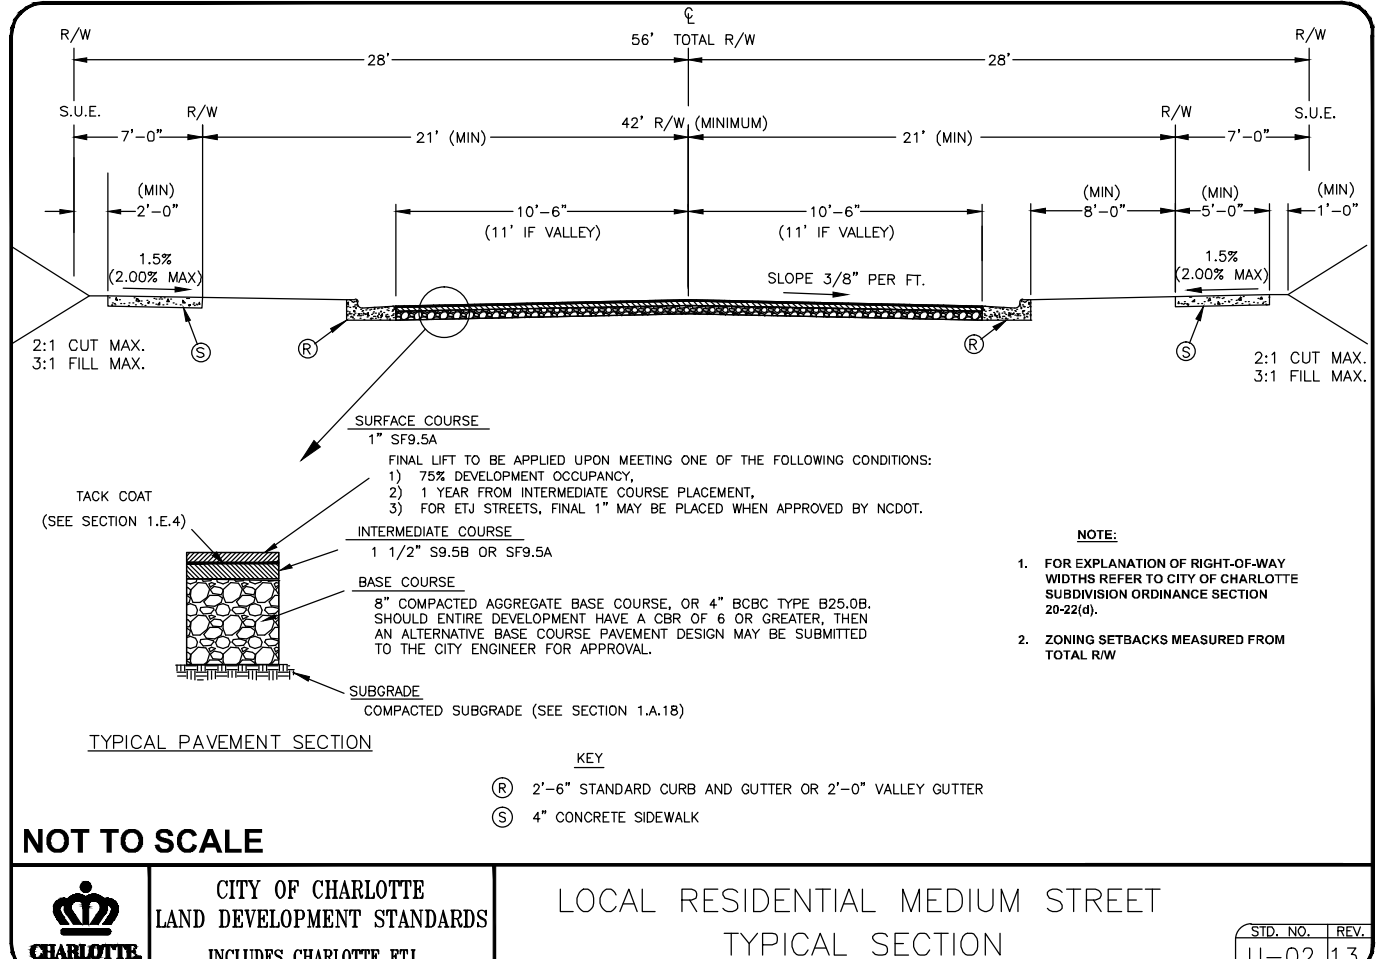 ℄
R/W
56' TOTAL R/W
R/W
28'
28'
S.U.E.
R/W
42' R/W (MINIMUM)
R/W
S.U.E.
7'-0"
21' (MIN)
21' (MIN)
7'-0"
(MIN)
2'-0"
10'-6"
(11' IF VALLEY)
10'-6"
(11' IF VALLEY)
(MIN)
8'-0"
(MIN)
5'-0"
(MIN)
1'-0"
1.5%
(2.00% MAX)
SLOPE 3/8" PER FT.
1.5%
(2.00% MAX)
2:1 CUT MAX.
3:1 FILL MAX.
S
R
R
S
2:1 CUT MAX.
3:1 FILL MAX.
SURFACE COURSE
1" SF9.5A
FINAL LIFT TO BE APPLIED UPON MEETING ONE OF THE FOLLOWING CONDITIONS:
1) 75% DEVELOPMENT OCCUPANCY,
2) 1 YEAR FROM INTERMEDIATE COURSE PLACEMENT,
3) FOR ETJ STREETS, FINAL 1" MAY BE PLACED WHEN APPROVED BY NCDOT.
TACK COAT
(SEE SECTION 1.E.4)
INTERMEDIATE COURSE
1 1/2" S9.5B OR SF9.5A
BASE COURSE
8" COMPACTED AGGREGATE BASE COURSE, OR 4" BCBC TYPE B25.0B.
SHOULD ENTIRE DEVELOPMENT HAVE A CBR OF 6 OR GREATER, THEN
AN ALTERNATIVE BASE COURSE PAVEMENT DESIGN MAY BE SUBMITTED
TO THE CITY ENGINEER FOR APPROVAL.
SUBGRADE
COMPACTED SUBGRADE (SEE SECTION 1.A.18)
TYPICAL PAVEMENT SECTION
NOTE:
1. FOR EXPLANATION OF RIGHT-OF-WAY
WIDTHS REFER TO CITY OF CHARLOTTE
SUBDIVISION ORDINANCE SECTION
20-22(d).
2. ZONING SETBACKS MEASURED FROM
TOTAL R/W
KEY
R 2'-6" STANDARD CURB AND GUTTER OR 2'-0" VALLEY GUTTER
S 4" CONCRETE SIDEWALK
NOT TO SCALE
CHARLOTTE.
CITY OF CHARLOTTE
LAND DEVELOPMENT STANDARDS
INCLUDES CHARLOTTE ETJ
LOCAL RESIDENTIAL MEDIUM STREET
TYPICAL SECTION
STD. NO. REV.
U-02 13